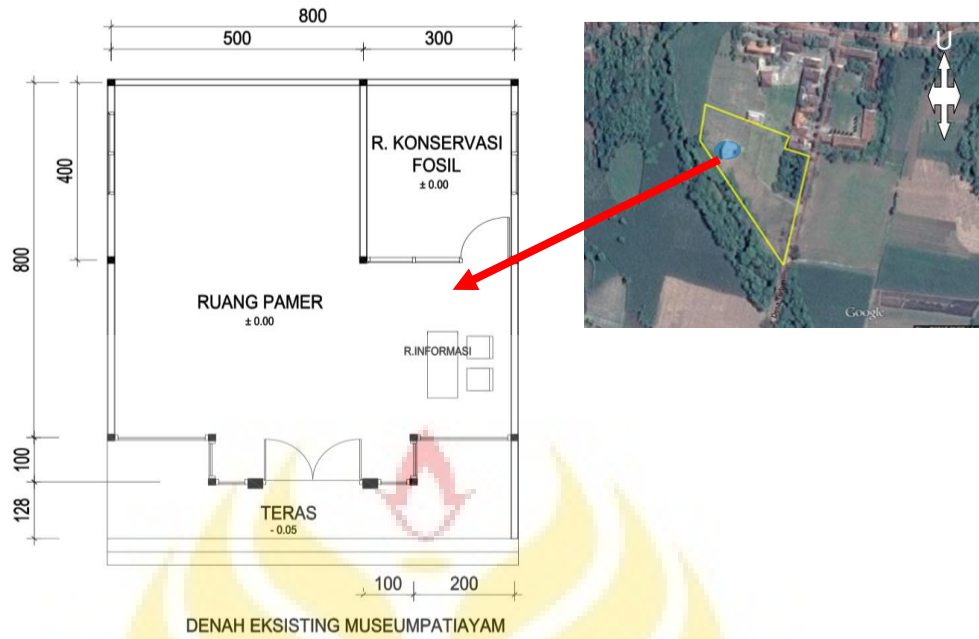 800
500 300
U
R. KONSERVASI
FOSIL
± 0.00
400
800
RUANG PAMER
± 0.00
R.INFORMASI
Google
100
128
TERAS
- 0.05
100 200
DENAH EKSISTING MUSEUMPATIAYAM